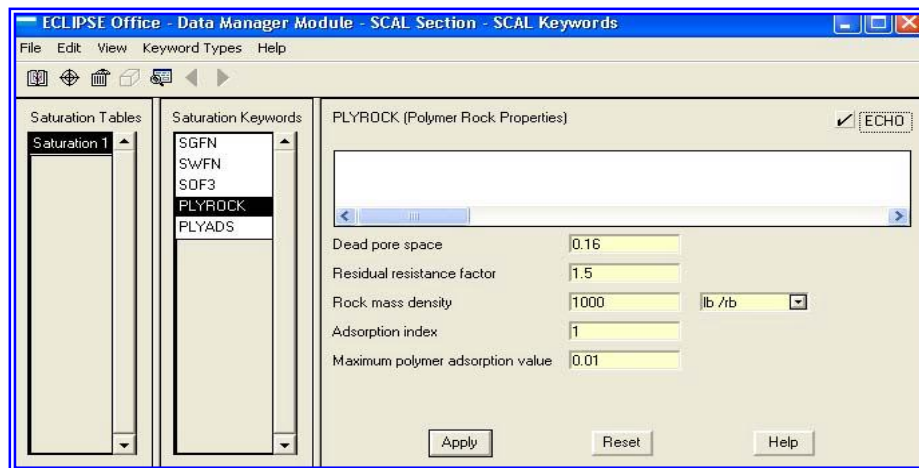 ECLIPSE Office - Data Manager Module - SCAL Section - SCAL Keywords
File Edit View Keyword Types Help
Saturation Tables
Saturation 1
Saturation Keywords
SGFN
SWFN
SOF3
PLYROCK
PLYADS
PLYROCK (Polymer Rock Properties)
ECHO
Dead pore space 0.16
Residual resistance factor 1.5
Rock mass density 1000 lb /rb
Adsorption index 1
Maximum polymer adsorption value 0.01
Apply Reset Help